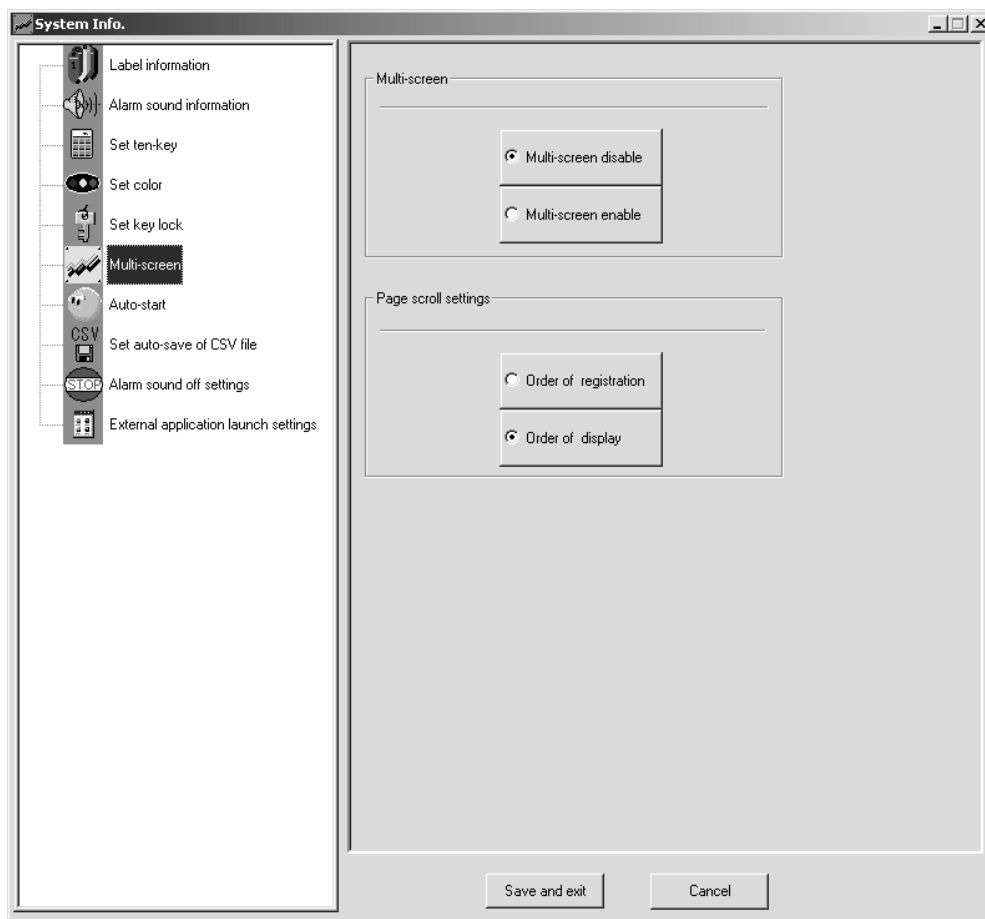 System Info.
Label information
Alarm sound information
Set ten-key
Set color
Set key lock
Multi-screen
Auto-start
CSV
Set auto-save of CSV file
STOP
Alarm sound off settings
External application launch settings
Multi-screen
Multi-screen disable
Multi-screen enable
Page scroll settings
Order of registration
Order of display
Save and exit
Cancel